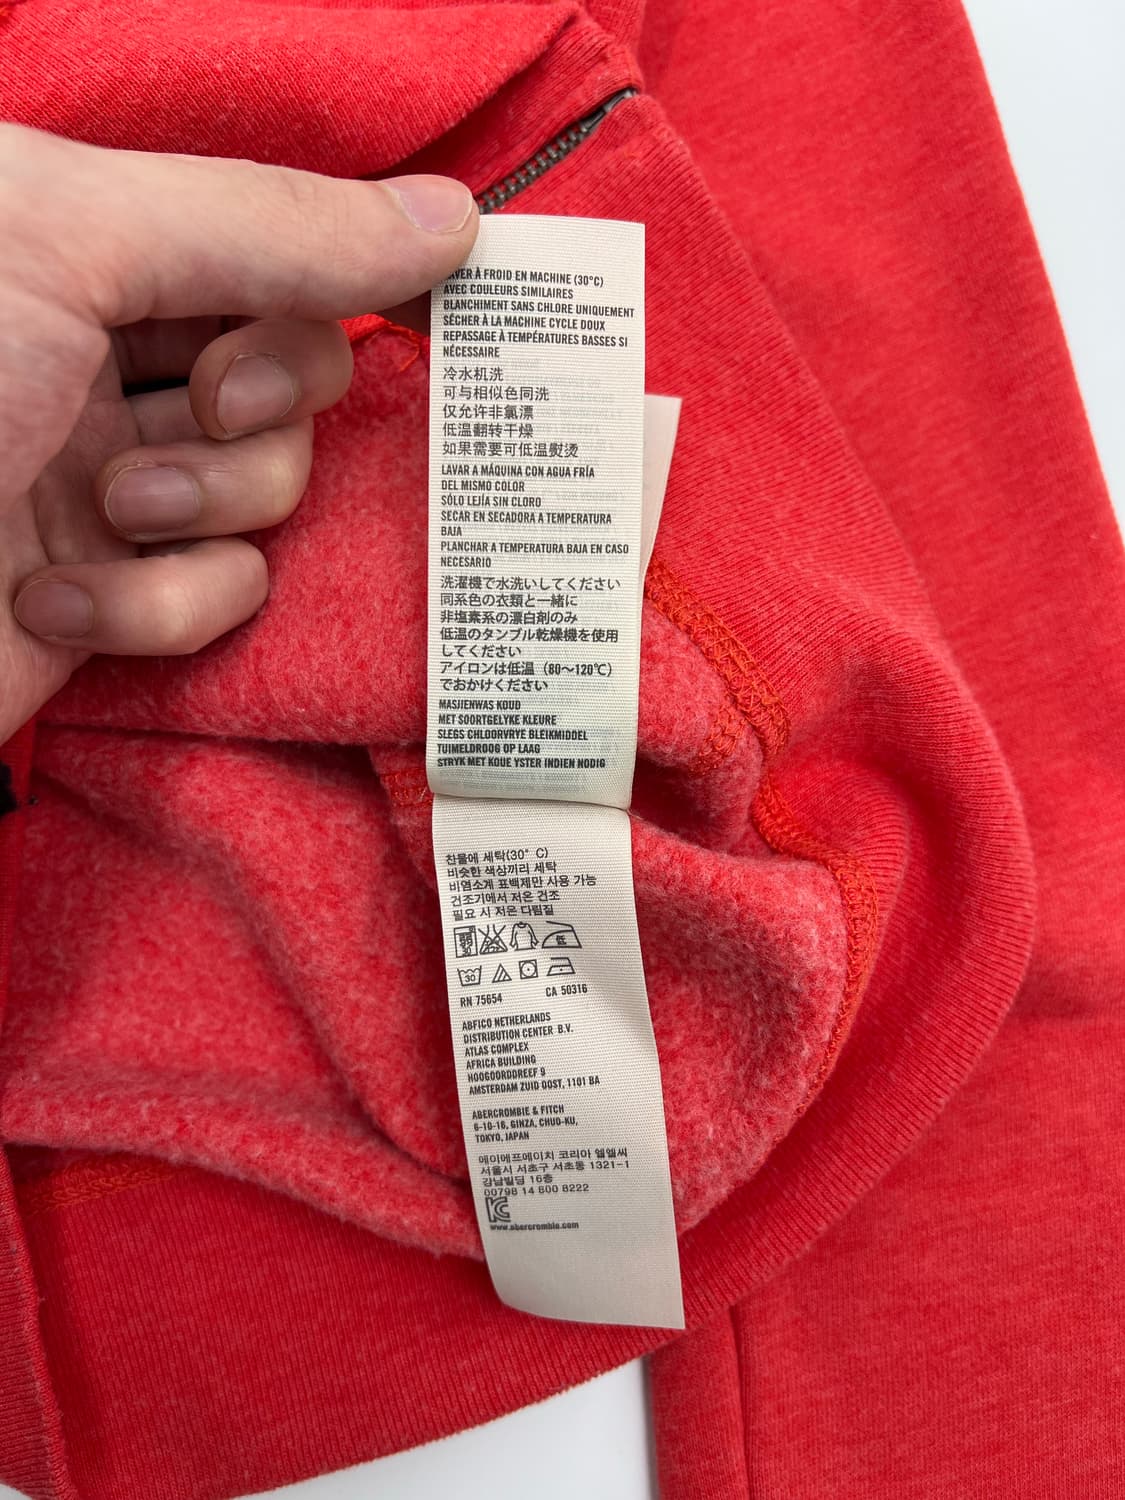 AVER À FROID EN MACHINE (30°C)
AVEC COULEURS SIMILAIRES
BLANCHIMENT SANS CHLORE UNIQUEMENT
SÉCHER À LA MACHINE CYCLE DOUX
REPASSAGE À TEMPÉRATURES BASSES SI
NÉCESSAIRE
冷水机洗
可与相似色同洗
仅允许非氯漂
低温翻转干燥
如果需要可低温熨烫
LAVAR A MÁQUINA CON AGUA FRÍA
DEL MISMO COLOR
SÓLO LEJÍA SIN CLORO
SECAR EN SECADORA A TEMPERATURA
BAJA
PLANCHAR A TEMPERATURA BAJA EN CASO
NECESARIO
洗濯機で水洗いしてください
同系色の衣類と一緒に
非塩素系の漂白剤のみ
低温のタンブル乾燥機を使用
してください
アイロンは低温（80～120℃）
でおかけください
MASJIENWAS KOUD
MET SOORTGELYKE KLEURE
SLEGS CHLOORVRYE BLEIKMIDDEL
TUIMELDROOG OP LAAG
STRYK MET KOUE YSTER INDIEN NODIG
찬물에 세탁(30° C)
비슷한 색상끼리 세탁
비염소계 표백제만 사용 가능
건조기에서 저온 건조
필요 시 저온 다림질
低
30
RN 75654 CA 50316
ABFICO NETHERLANDS
DISTRIBUTION CENTER B.V.
ATLAS COMPLEX
AFRICA BUILDING
HOOGOORDDREEF 9
AMSTERDAM ZUID OOST, 1101 BA
ABERCROMBIE & FITCH
6-10-16, GINZA, CHUO-KU,
TOKYO, JAPAN
에이에프에이치 코리아 엘엘씨
서울시 서초구 서초동 1321-1
강남빌딩 16층
00798 14 800 8222
www.abercrombie.com